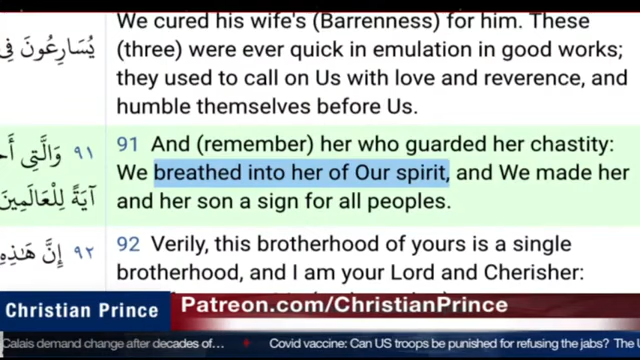 We cured his wife's (Barrenness) for him. These
يُسَارِعُونَ فِي (three) were ever quick in emulation in good works;
they used to call on Us with love and reverence, and
humble themselves before Us.
٩١ وَالَّتِي 91 And (remember) her who guarded her chastity:
We breathed into her of Our spirit, and We made her
آيَةً لِلْعَالَمِينَ and her son a sign for all peoples.
٩٢ إِنَّ هَٰذِهِ 92 Verily, this brotherhood of yours is a single
brotherhood, and I am your Lord and Cherisher:
Christian Prince Patreon.com/ChristianPrince
Calais demand change after decades of... Covid vaccine: Can US troops be punished for refusing the jabs? The U